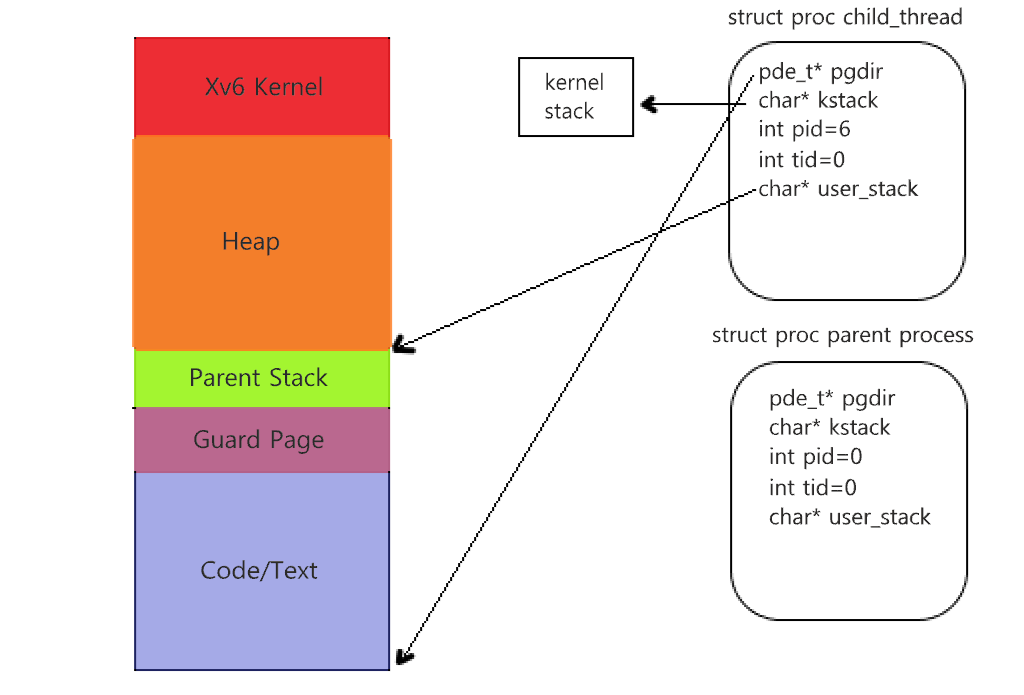 struct proc child_thread
Xv6 Kernel
kernel
stack
pde_t* pgdir
char* kstack
int pid=6
int tid=0
char* user_stack
Heap
struct proc parent process
Parent Stack
Guard Page
Code/Text
pde_t* pgdir
char* kstack
int pid=0
int tid=0
char* user_stack